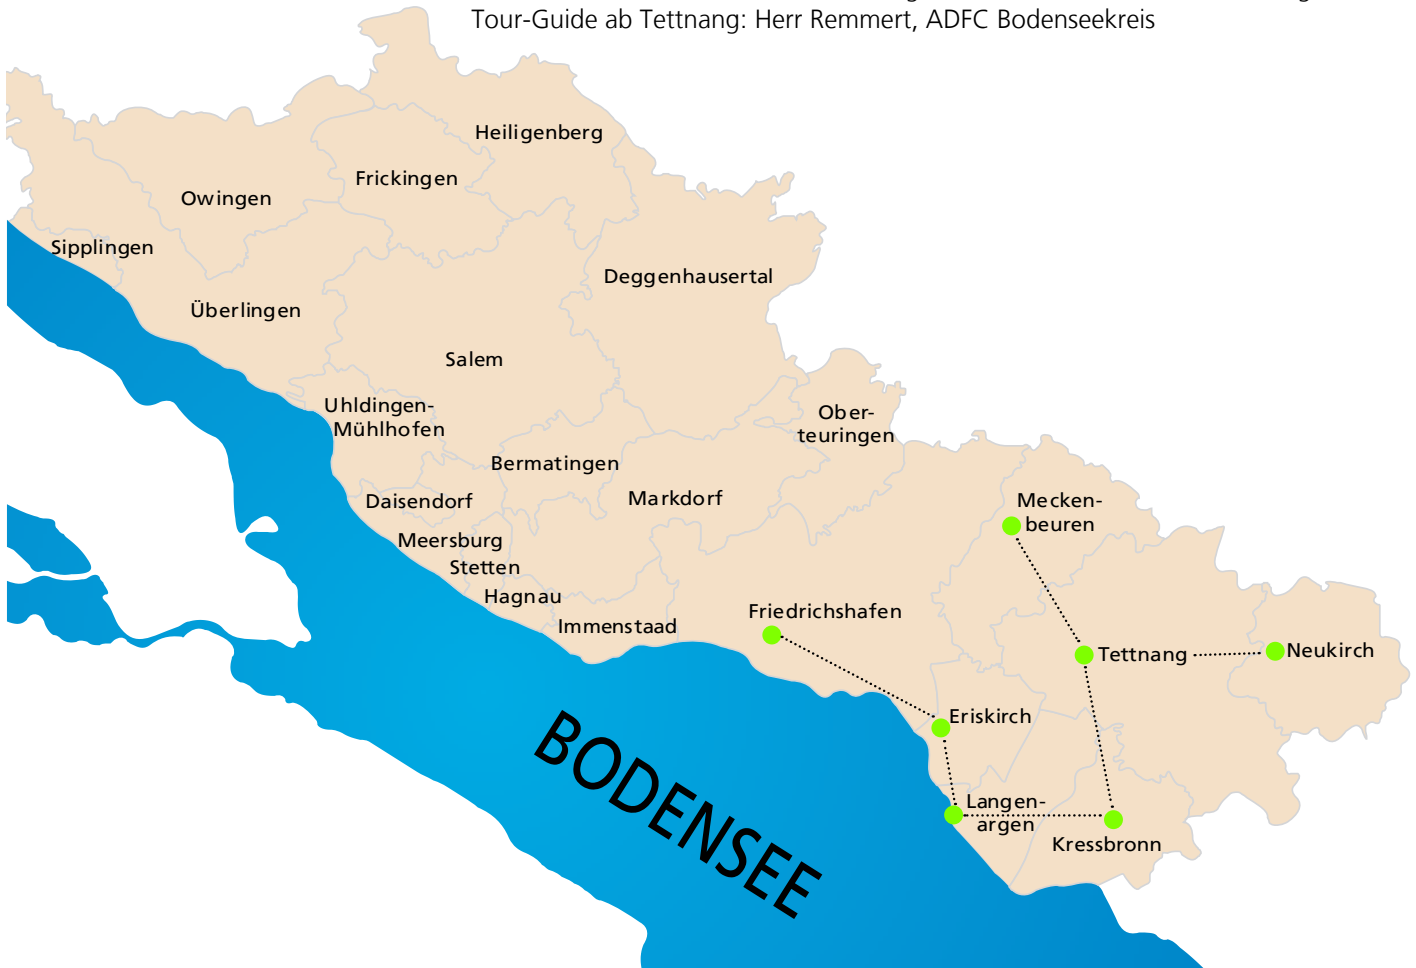 Tour-Guide ab Tettnang: Herr Remmert, ADFC Bodenseekreis
Heiligenberg
Frickingen
Owingen
Sipplingen
Deggenhausertal
Überlingen
Salem
Uhldingen-
Mühlhofen
Ober-
teuringen
Bermatingen
Markdorf
Daisendorf
Mecken-
beuren
Meersburg
Stetten
Hagnau
Friedrichshafen
Immenstaad
Tettnang
Neukirch
Eriskirch
BODENSEE
Langen-
argen
Kressbronn